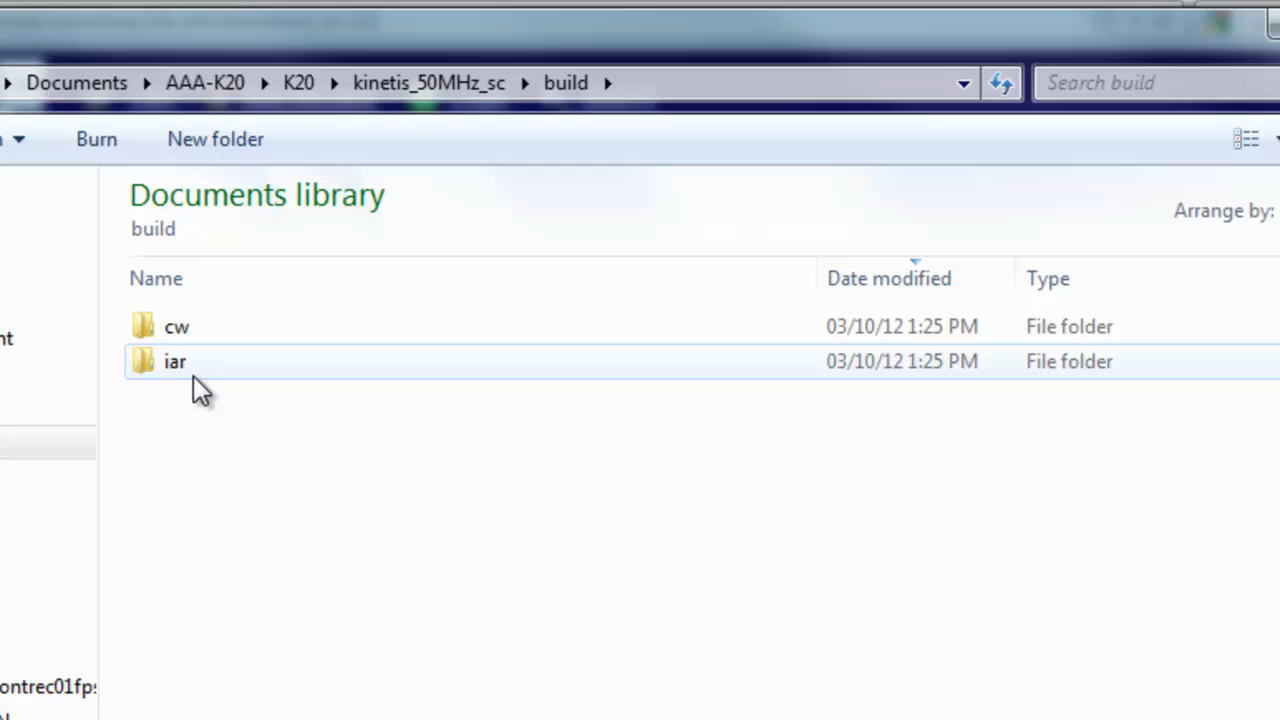 Documents AAA-K20 K20 kinetis_50MHz_sc build Search build
Burn New folder
Documents library
build
Arrange by:
Name Date modified Type
cw 03/10/12 1:25 PM File folder
nt
iar 03/10/12 1:25 PM File folder
ontrec01fps